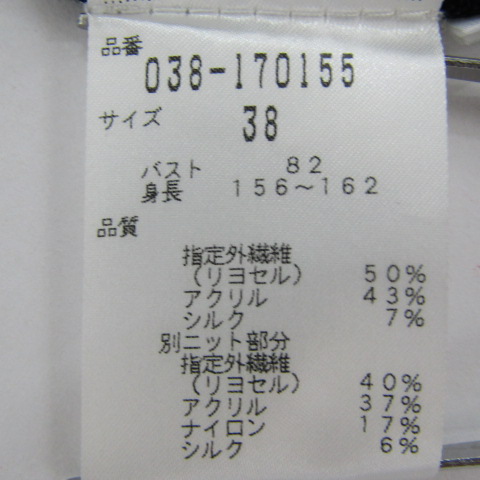 品番
038-170155
サイズ 38
バスト 82
身長 156~162
品質
指定外繊維
(リヨセル) 50%
アクリル 43%
シルク 7%
別ニット部分
指定外繊維
(リヨセル) 40%
アクリル 37%
ナイロン 17%
シルク 6%